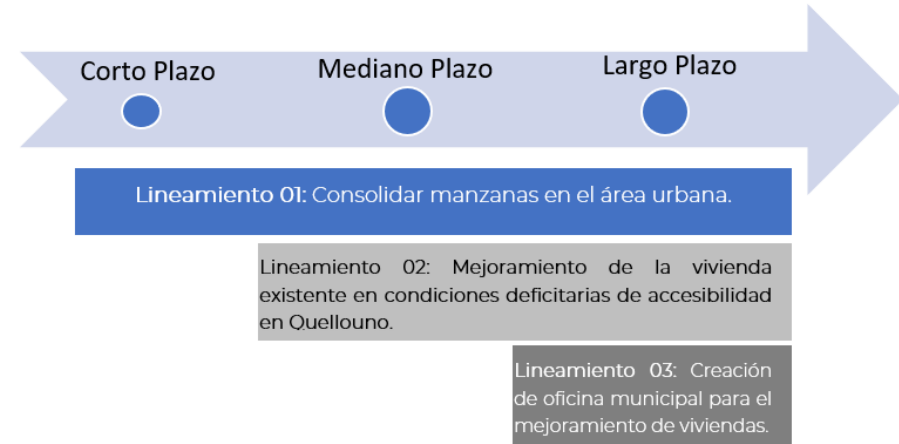 Corto Plazo
Mediano Plazo
Largo Plazo
Lineamiento 01: Consolidar manzanas en el área urbana.
Lineamiento 02: Mejoramiento de la vivienda
existente en condiciones deficitarias de accesibilidad
en Quellouno.
Lineamiento 03: Creación
de oficina municipal para el
mejoramiento de viviendas.